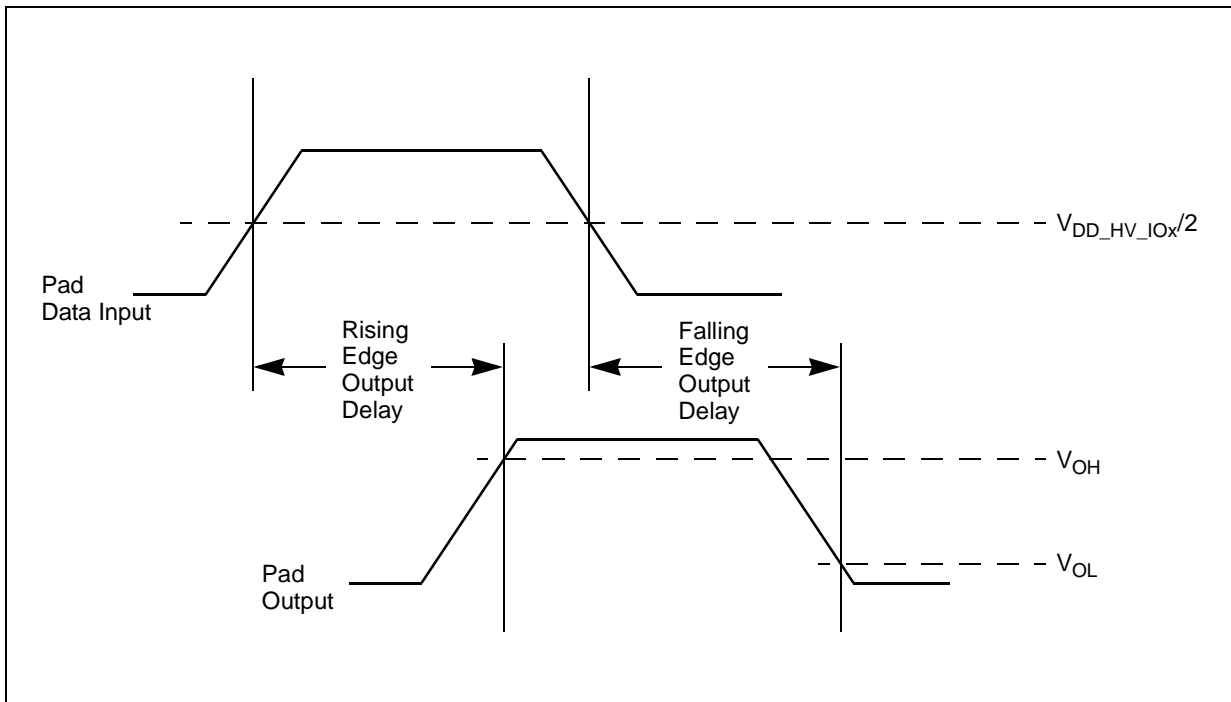 V_DD_HV_IOx/2
Pad
Data Input
Rising
Edge
Output
Delay
Falling
Edge
Output
Delay
V_OH
V_OL
Pad
Output